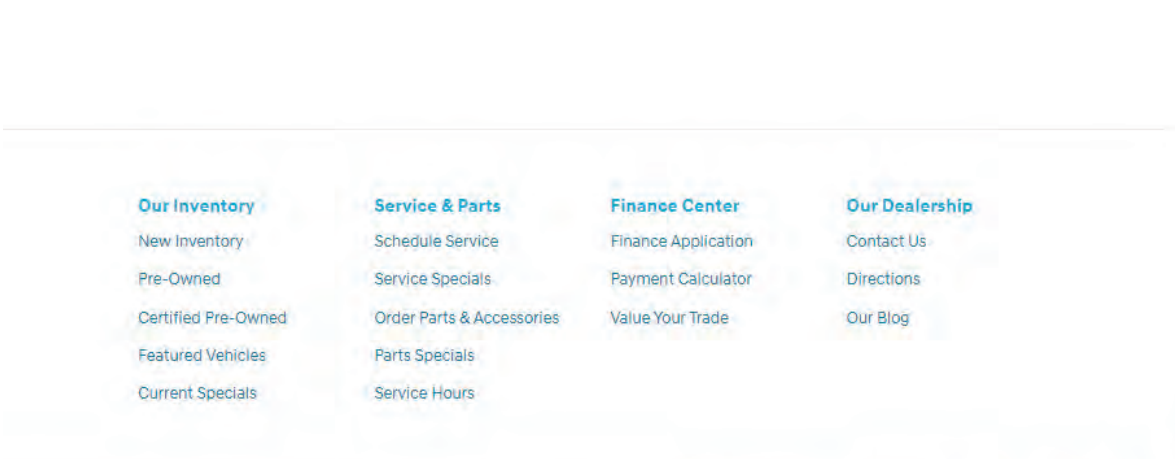 Our Inventory
New Inventory
Pre-Owned
Certified Pre-Owned
Featured Vehicles
Current Specials
Service & Parts
Schedule Service
Service Specials
Order Parts & Accessories
Parts Specials
Service Hours
Finance Center
Finance Application
Payment Calculator
Value Your Trade
Our Dealership
Contact Us
Directions
Our Blog